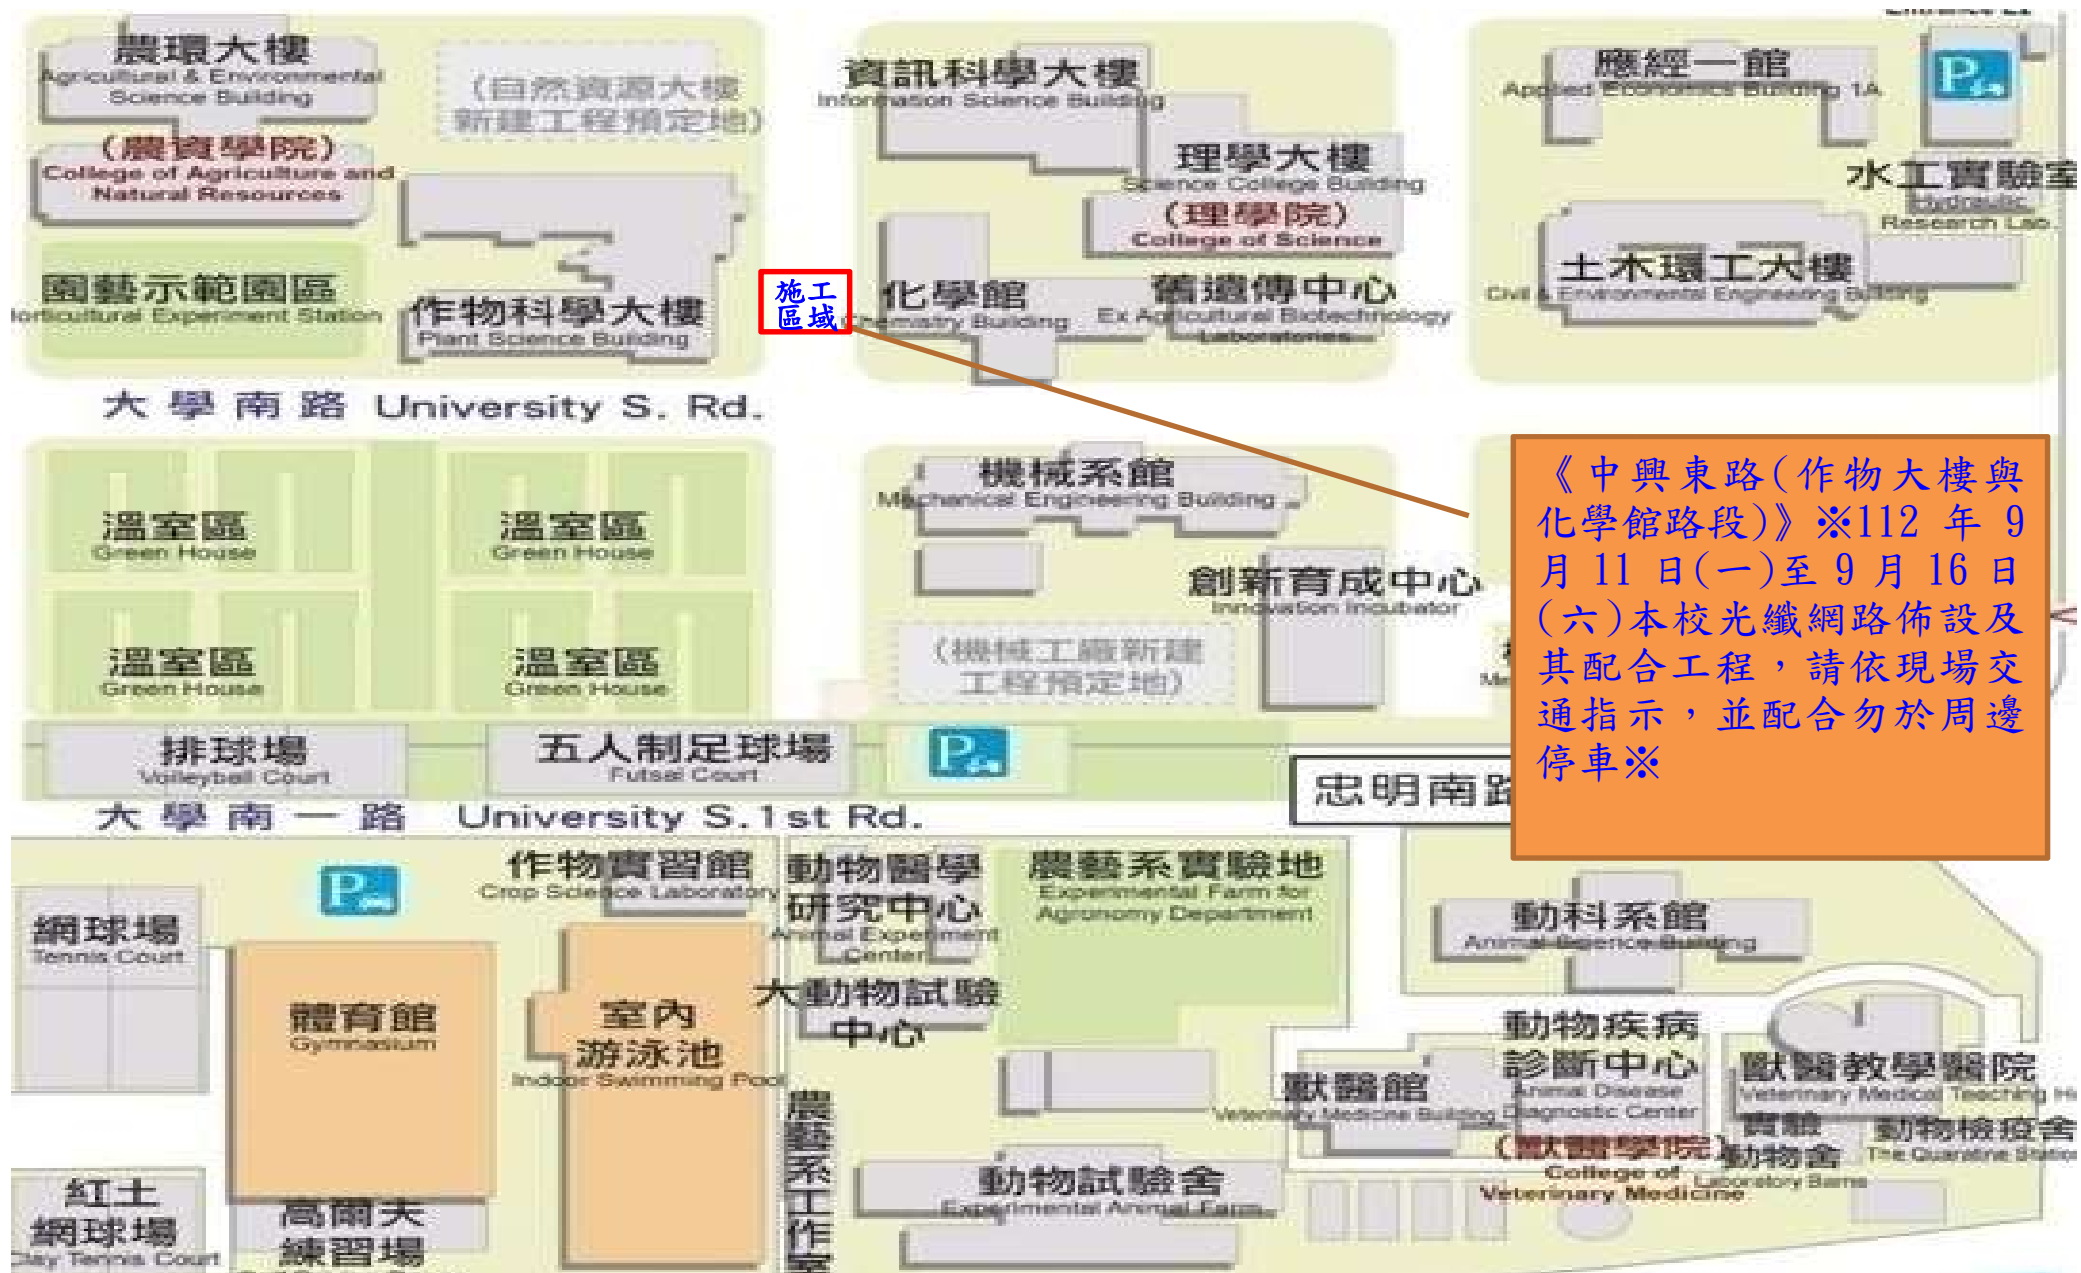 農環大樓
Agricultural & Environmental
Science Building
(農資學院)
College of Agriculture and
Natural Resources
(自然資源大樓
新建工程預定地)
園藝示範園區
Horticultural Experiment Station
作物科學大樓
Plant Science Building
施工
區域
資訊科學大樓
Information Science Building
理學大樓
Science College Building
(理學院)
College of Science
化學館
Chemistry Building
舊遺傳中心
Ex Agricultural Biotechnology
Laboratories
應經一館
Applied Economics Building 1A
P
水工實驗室
Hydraulic
Research Lab.
土木環工大樓
Civil & Environmental Engineering Building
大學南路 University S. Rd.
溫室區
Green House
溫室區
Green House
溫室區
Green House
溫室區
Green House
機械系館
Mechanical Engineering Building
創新育成中心
Innovation Incubator
(機械工廠新建
工程預定地)
《中興東路(作物大樓與
化學館路段)》※112 年 9
月 11 日(一)至 9 月 16 日
(六)本校光纖網路佈設及
其配合工程，請依現場交
通指示，並配合勿於周邊
停車※
排球場
Volleyball Court
五人制足球場
Futsal Court
P
忠明南路
大學南一路 University S.1st Rd.
P
網球場
Tennis Court
體育館
Gymnasium
作物實習館
Crop Science Laboratory
室內
游泳池
Indoor Swimming Pool
動物醫學
研究中心
Animal Experiment
Center
大動物試驗
中心
農藝系實驗地
Experimental Farm for
Agronomy Department
動科系館
Animal Science Building
動物疾病
診斷中心
Animal Disease
Diagnostic Center
獸醫館
Veterinary Medicine Building
(獸醫學院)
College of
Veterinary Medicine
獸醫教學醫院
Veterinary Medical Teaching
實驗
動物舍
Laboratory Barns
動物檢疫舍
The Quarantine Station
農藝系工作室
動物試驗舍
Experimental Animal Farm
紅土
網球場
Clay Tennis Court
高爾夫
練習場